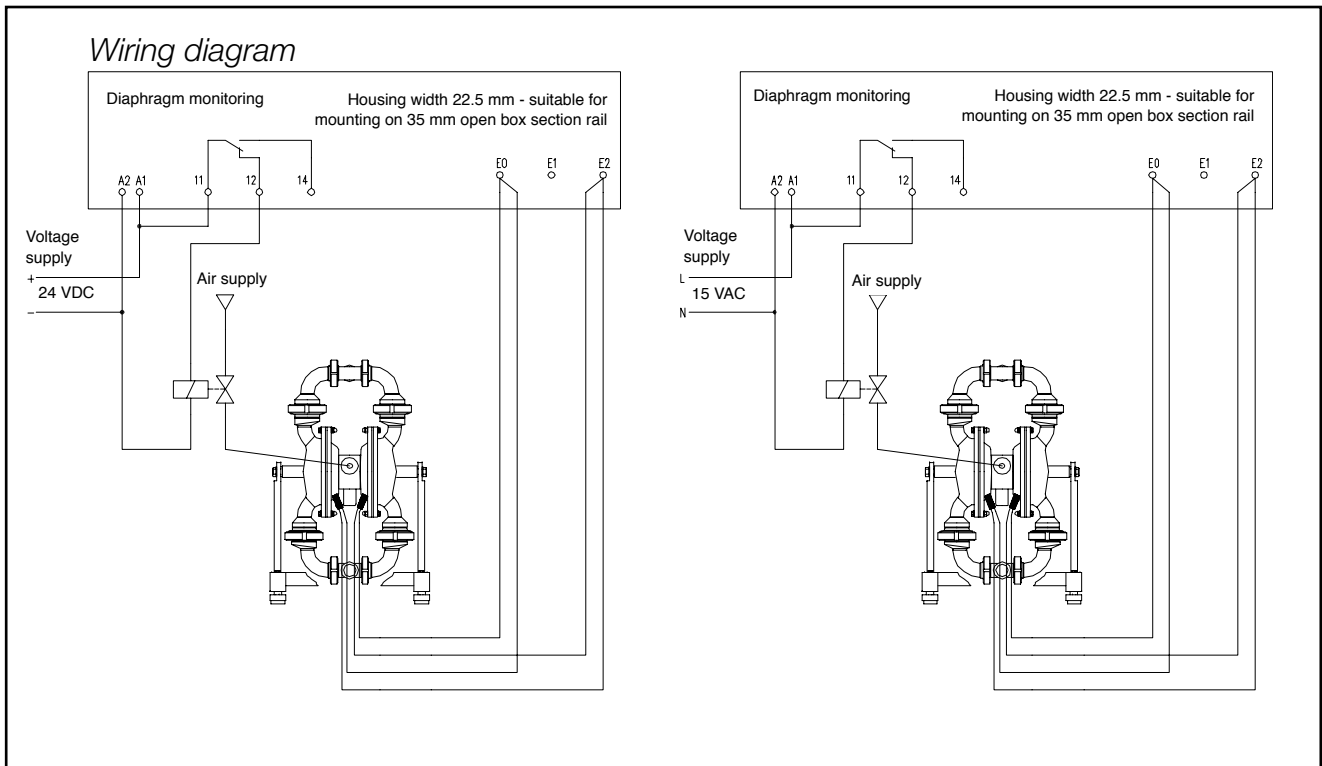 Wiring diagram
Diaphragm monitoring
Housing width 22.5 mm - suitable for
mounting on 35 mm open box section rail
E0 E1 E2
A2 A1 11 12 14
Voltage
supply
+
24 VDC
–
Air supply
Diaphragm monitoring
Housing width 22.5 mm - suitable for
mounting on 35 mm open box section rail
E0 E1 E2
A2 A1 11 12 14
Voltage
supply
L
15 VAC
N
Air supply